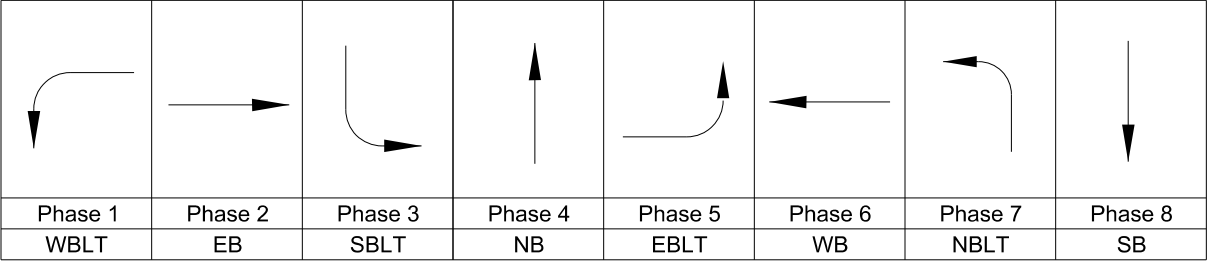 Phase 1 Phase 2 Phase 3 Phase 4 Phase 5 Phase 6 Phase 7 Phase 8
WBLT EB SBLT NB EBLT WB NBLT SB